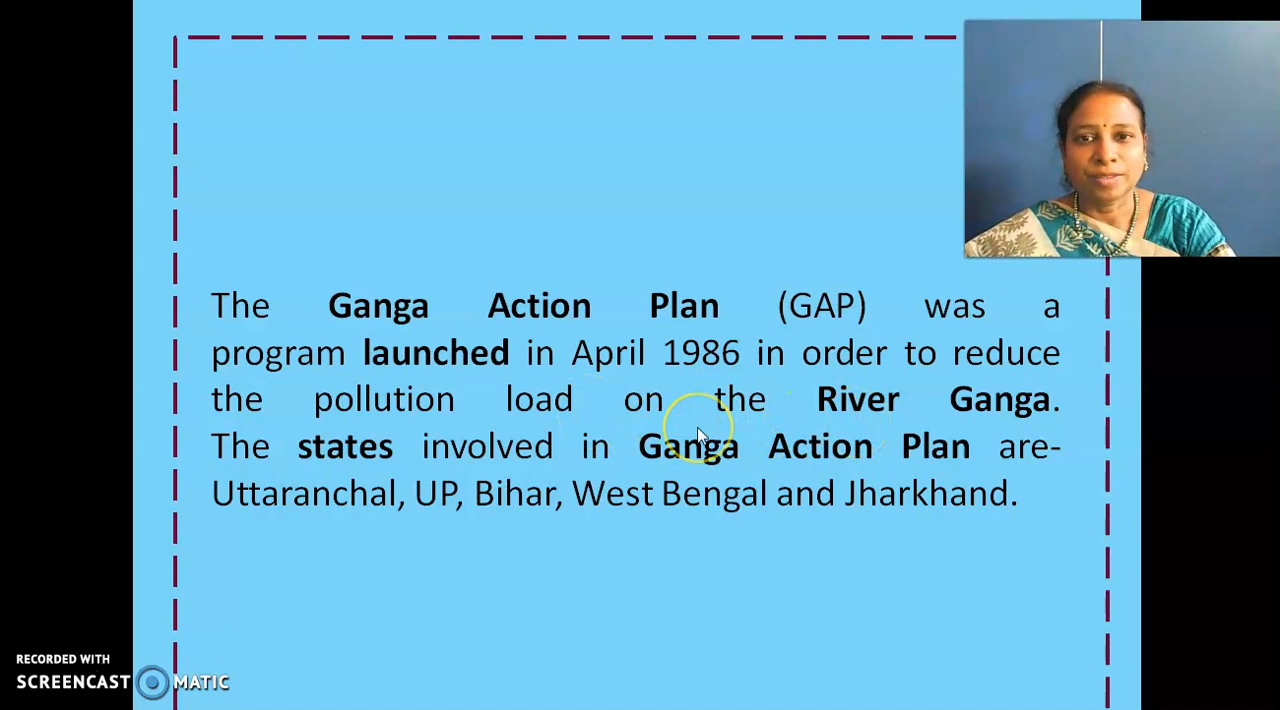 The Ganga Action Plan (GAP) was a
program launched in April 1986 in order to reduce
the pollution load on the River Ganga.
The states involved in Ganga Action Plan are-
Uttaranchal, UP, Bihar, West Bengal and Jharkhand.
RECORDED WITH
SCREENCAST MATIC